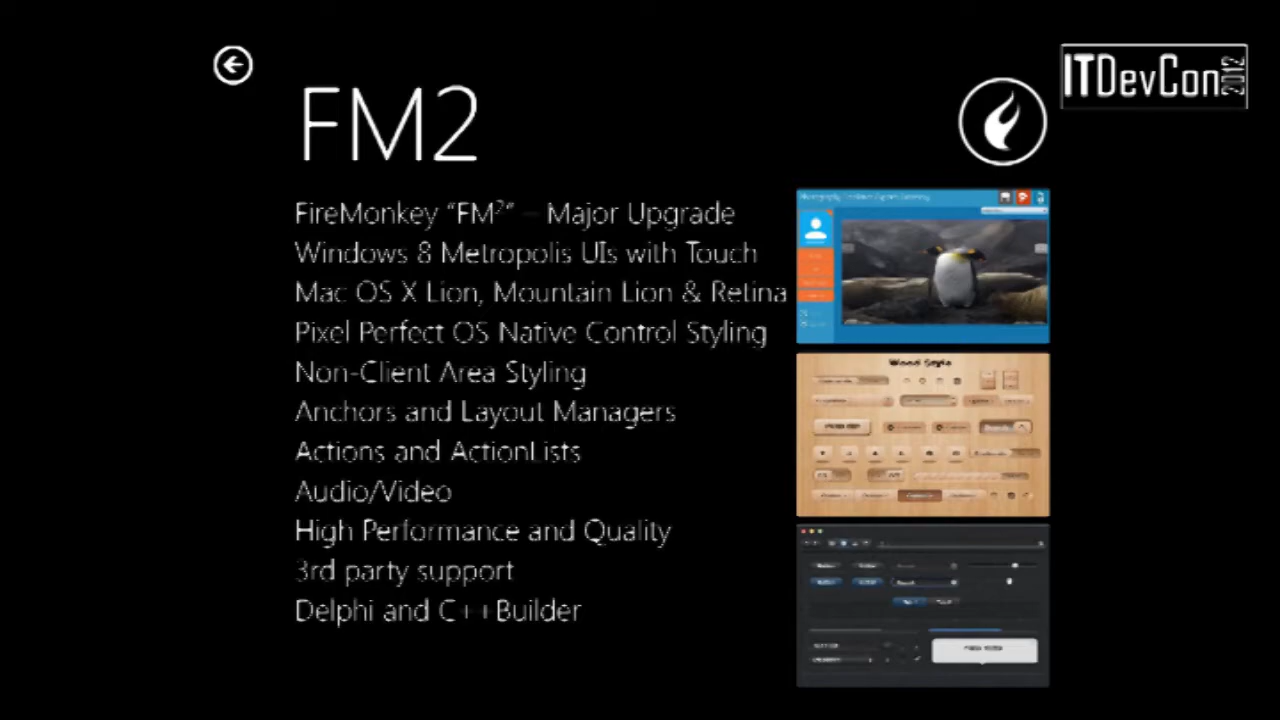 ITDevCon 2012
FM2
FireMonkey “FM²” – Major Upgrade
Windows 8 Metropolis UIs with Touch
Mac OS X Lion, Mountain Lion & Retina
Pixel Perfect OS Native Control Styling
Non-Client Area Styling
Anchors and Layout Managers
Actions and ActionLists
Audio/Video
High Performance and Quality
3rd party support
Delphi and C++Builder
Wood Style